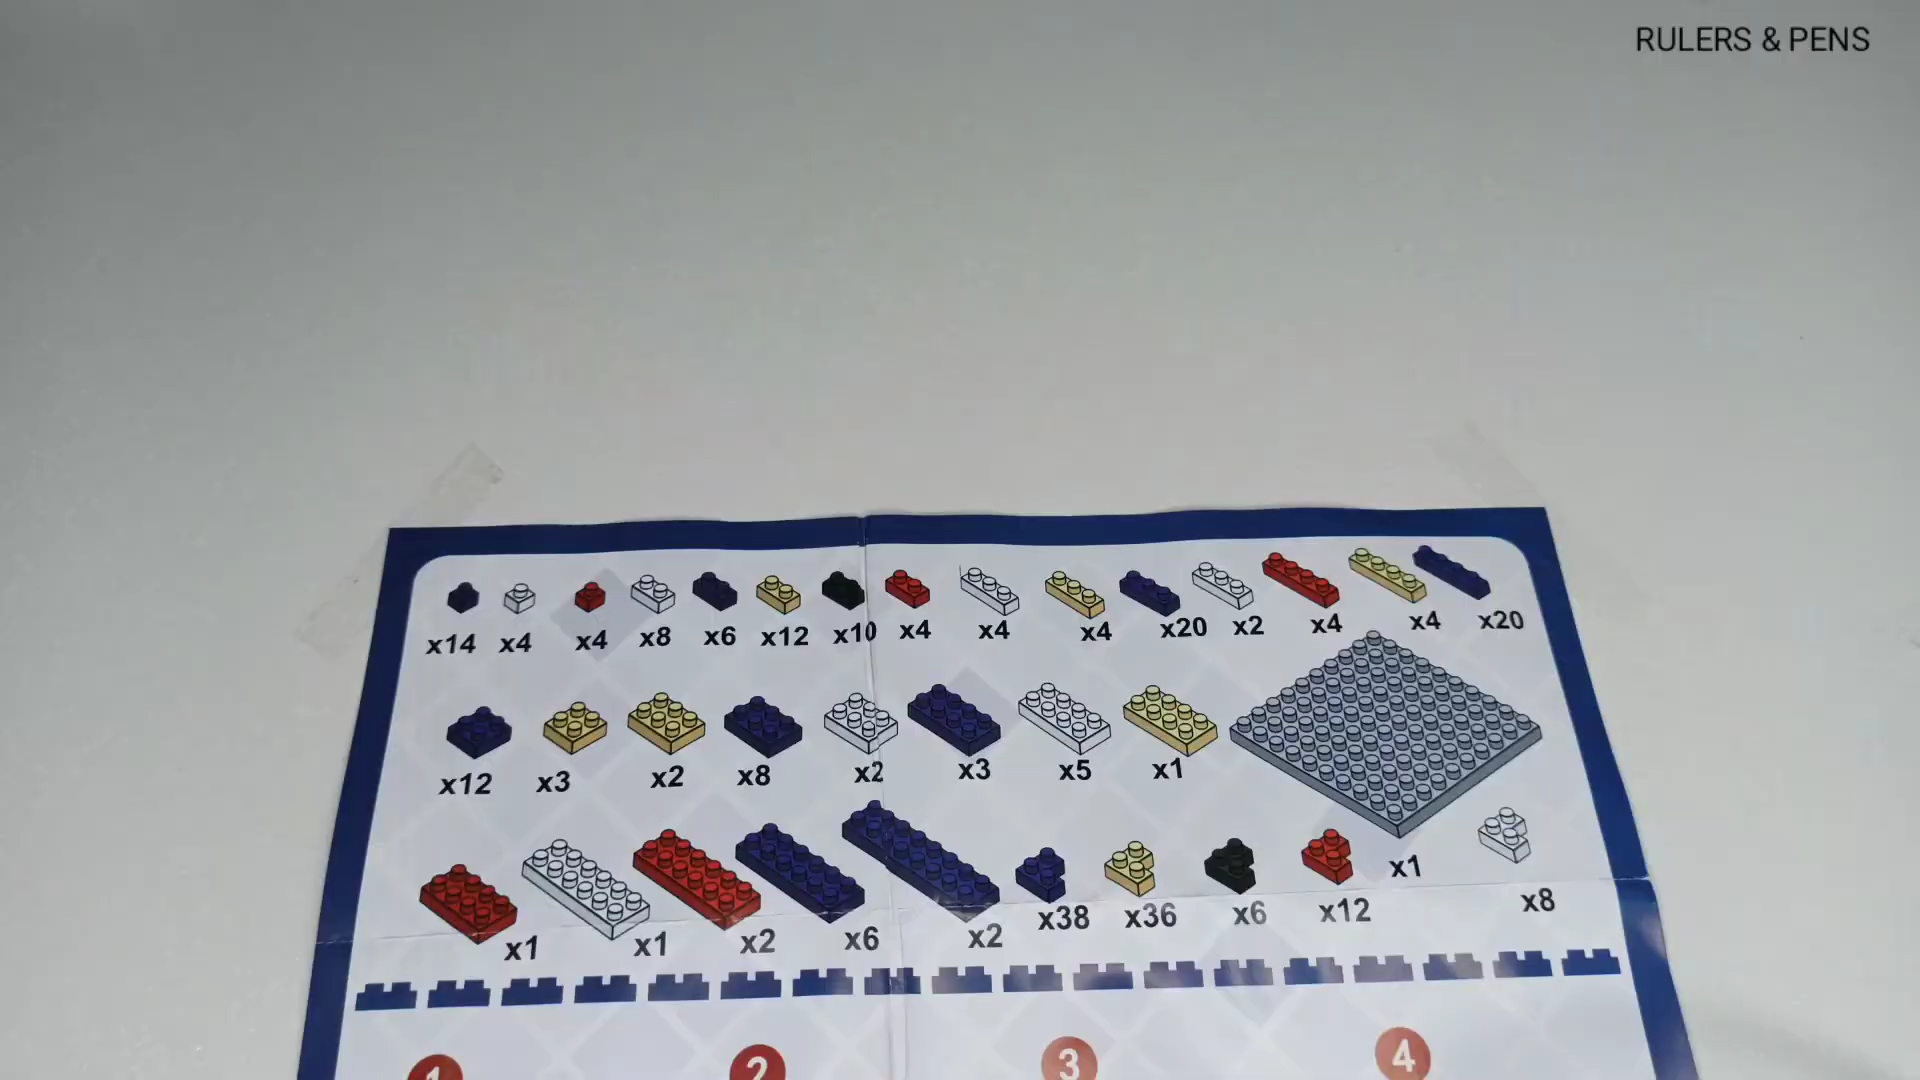 RULERS & PENS
x14 x4 x4 x8 x6 x12 x10 x4 x4 x4 x20 x2 x4 x4 x20
x12 x3 x2 x8 x2 x3 x5 x1
x1 x1 x2 x6 x2 x38 x36 x6 x12 x1 x8
1 2 3 4